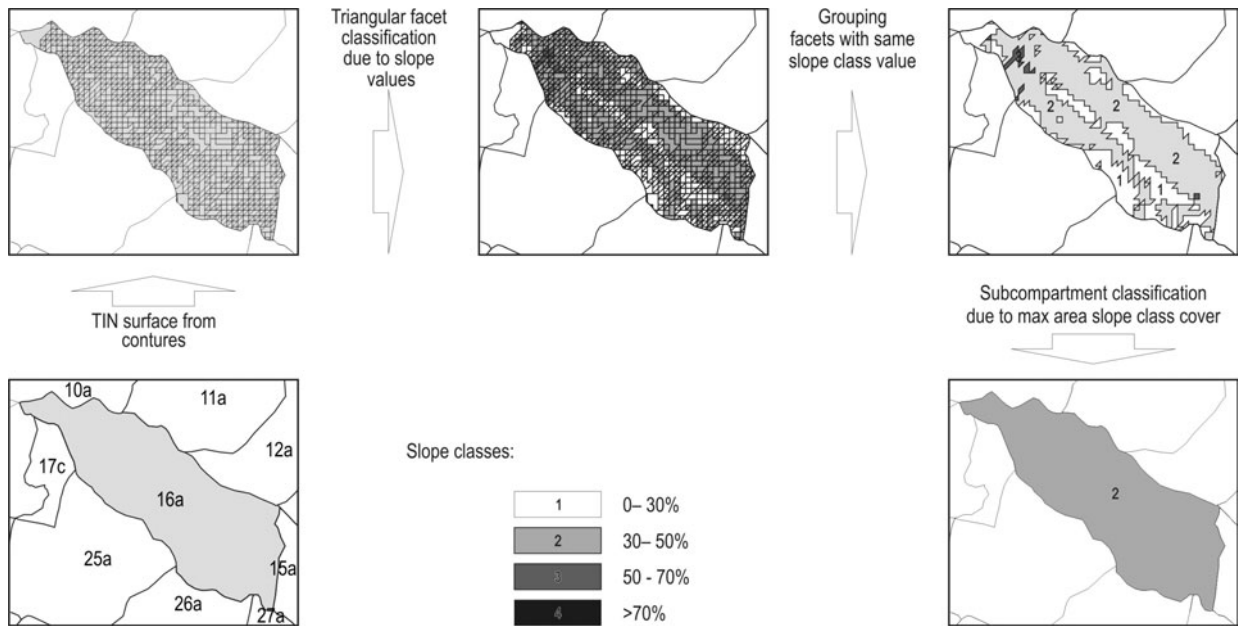 Triangular facet
classification
due to slope
values
Grouping
facets with same
slope class value
2
2
2
1
1
TIN surface from
contures
Subcompartment classification
due to max area slope class cover
10a
11a
12a
17c
16a
25a
15a
26a
27a
Slope classes:
1 0– 30%
2 30– 50%
3 50 - 70%
4 >70%
2